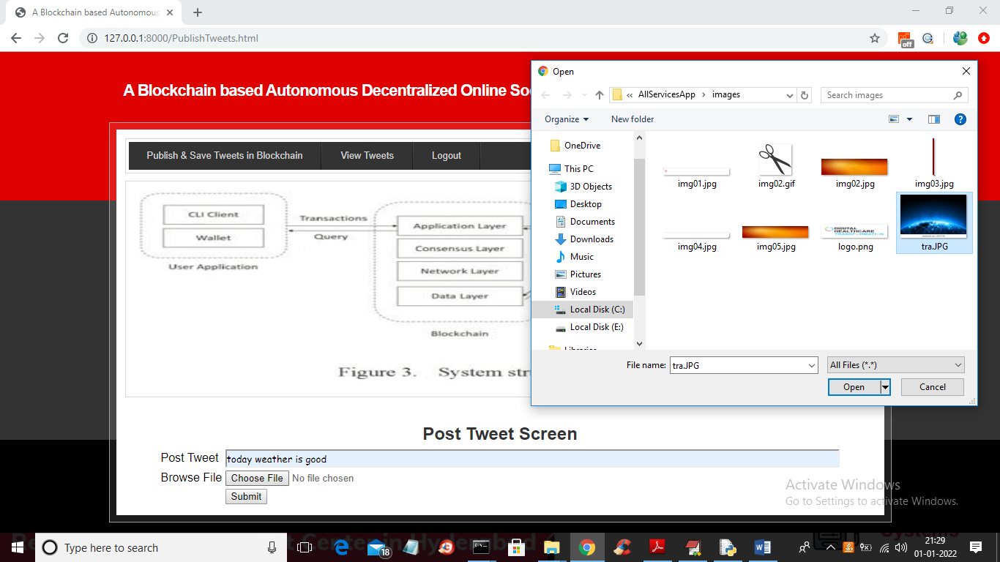 A Blockchain based Autonomous
127.0.0.1:8000/PublishTweets.html
off
A Blockchain based Autonomous Decentralized Online
Publish & Save Tweets in Blockchain
View Tweets
Logout
CLI Client
Wallet
User Application
Transactions
Query
Application Layer
Consensus Layer
Network Layer
Data Layer
Blockchain
Figure 3. System
Open
« AllServicesApp › images
Search images
Organize
New folder
OneDrive
This PC
3D Objects
Desktop
Documents
Downloads
Music
Pictures
Videos
Local Disk (C:)
Local Disk (E:)
img01.jpg
img02.gif
img02.jpg
img03.jpg
img04.jpg
img05.jpg
DIGITAL
HEALTHCARE
TRANSFORMATION
logo.png
tra.JPG
File name: tra.JPG
All Files (*.*)
Open
Cancel
Post Tweet Screen
Post Tweet today weather is good
Browse File Choose File No file chosen
Submit
Activate Windows
Go to Settings to activate Windows.
Type here to search
18
21:29
01-01-2022